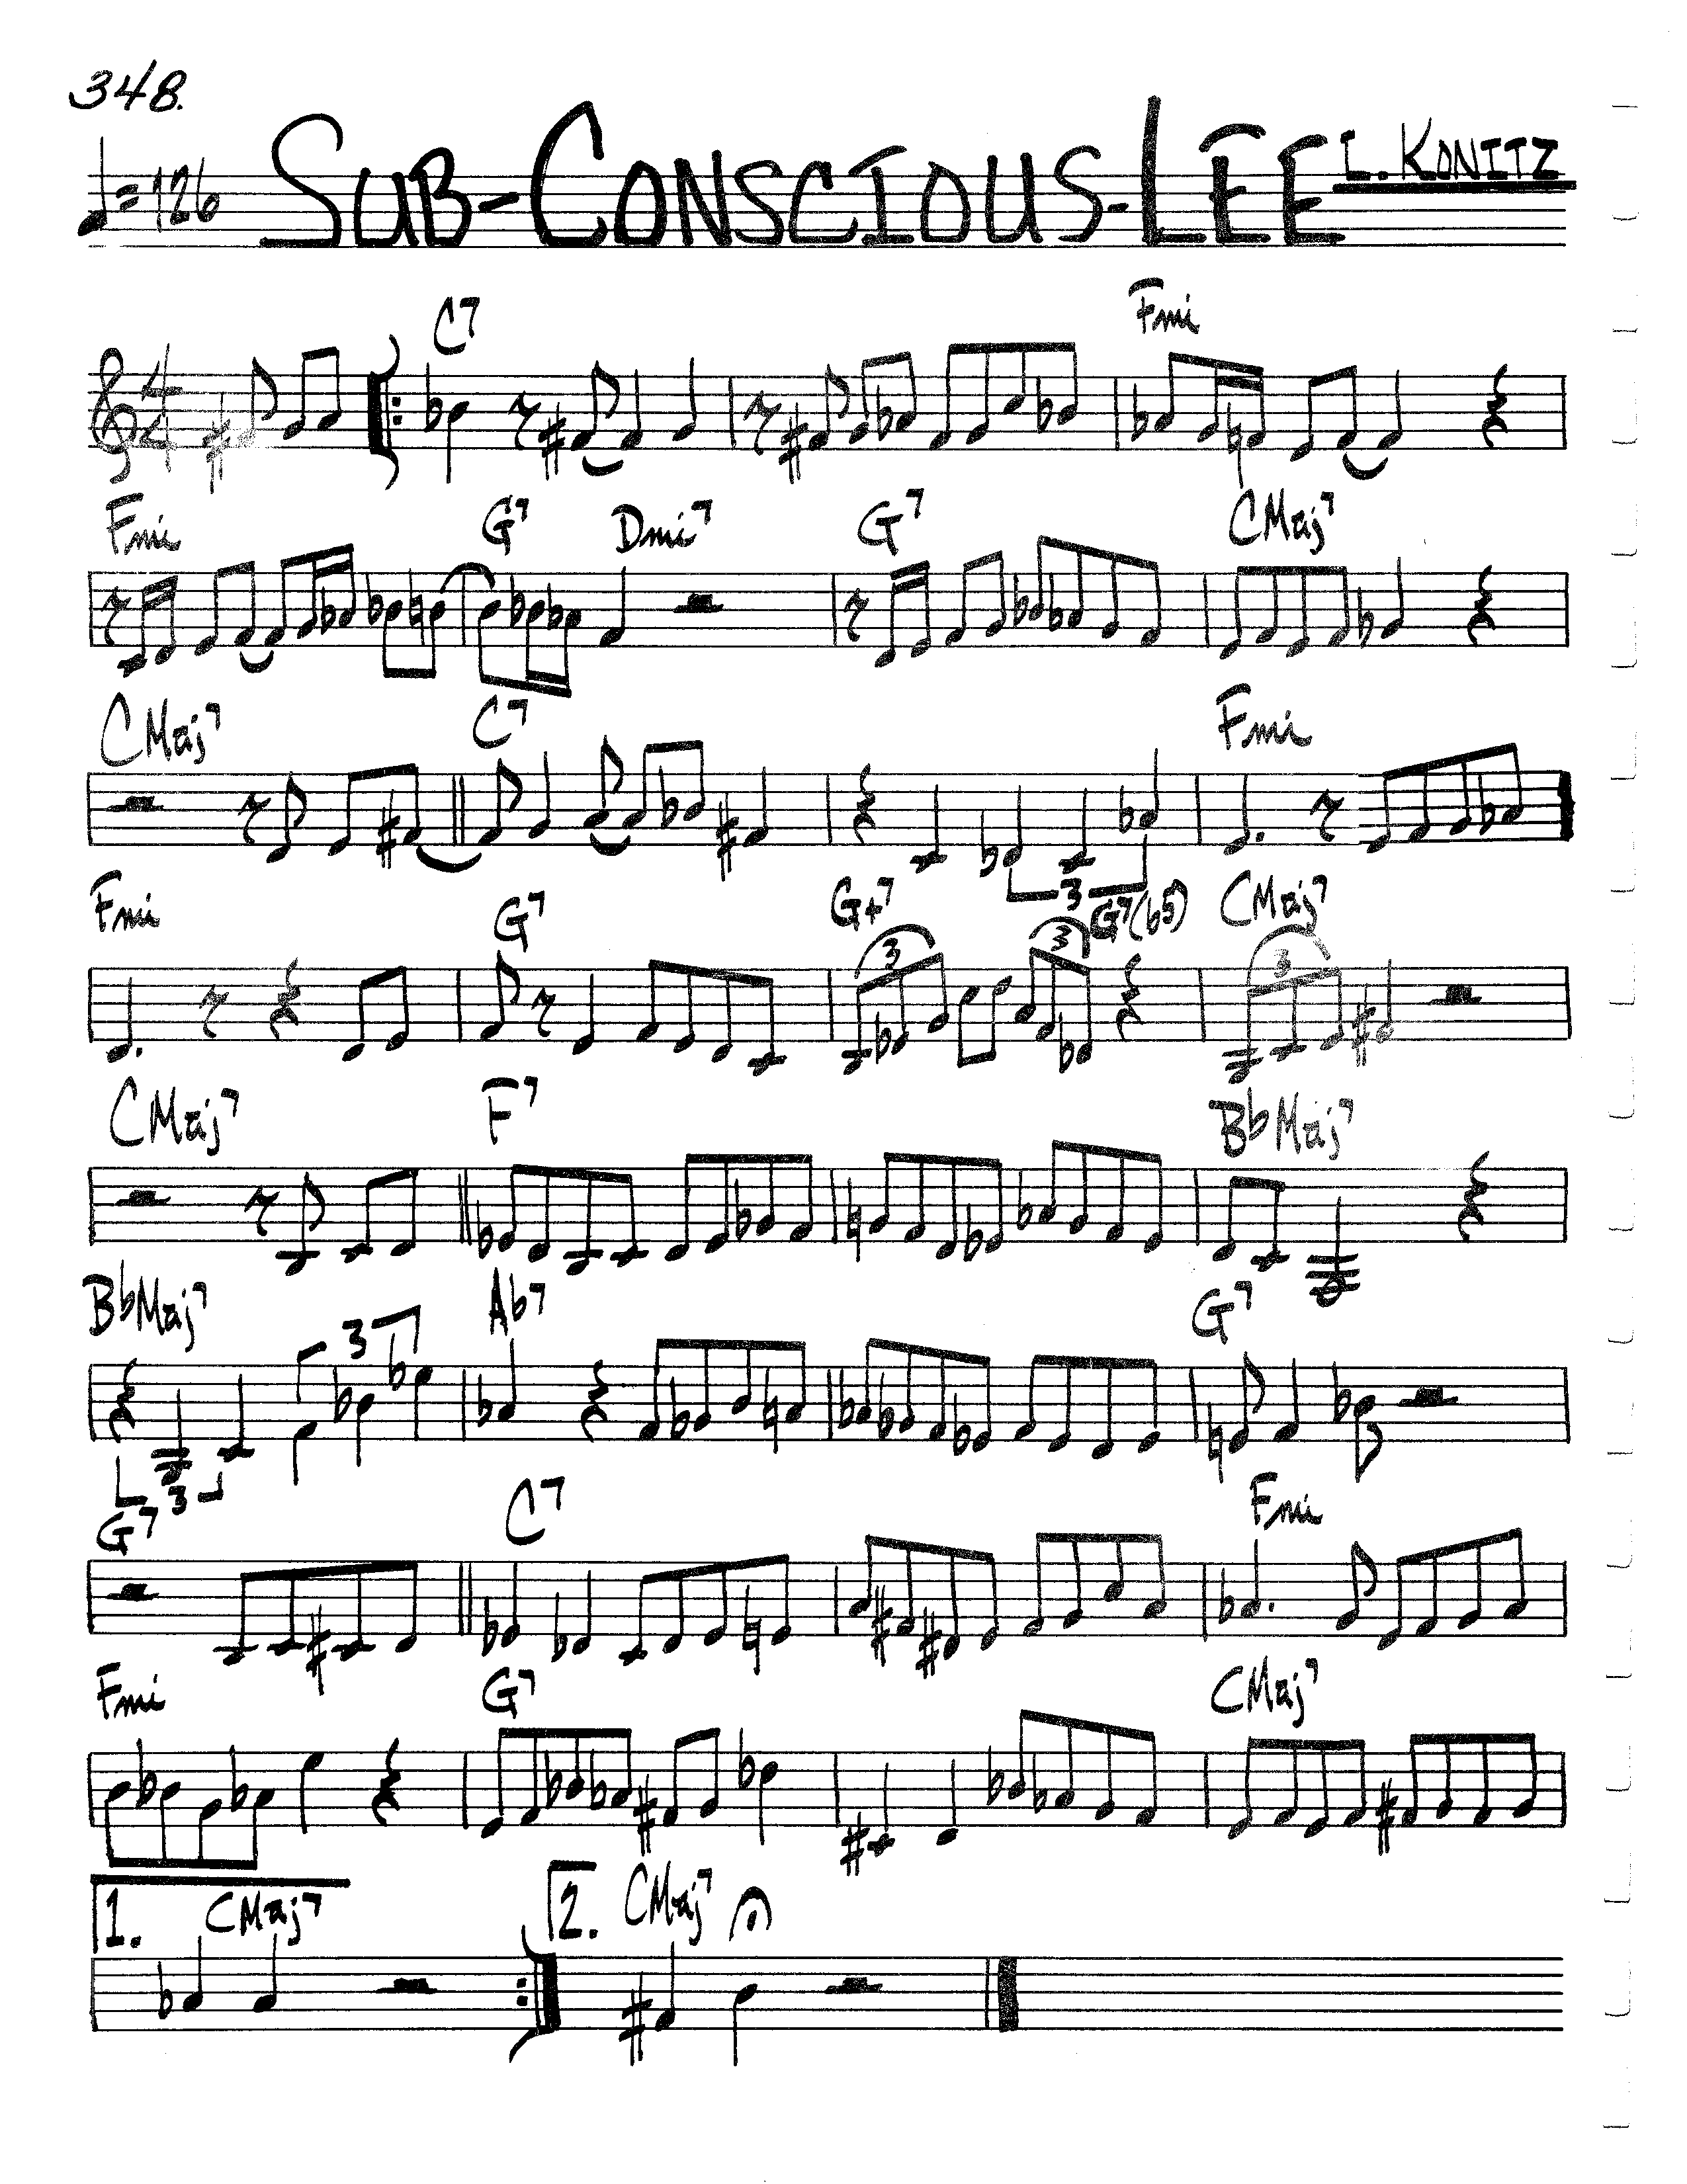 348.
♩=126 SUB-CONSCIOUS-LEE L. KONITZ
C7 Fmi
4
4
Fmi G7 Dmi7 G7 CMaj7
CMaj7 C7 Fmi
3
Fmi G7 G+7 G7(b5) CMaj7
3 3 3
CMaj7 F7 BbMaj7
BbMaj7 Ab7 G7
3
3
G7 C7 Fmi
Fmi G7 CMaj7
1. CMaj7 2. CMaj7